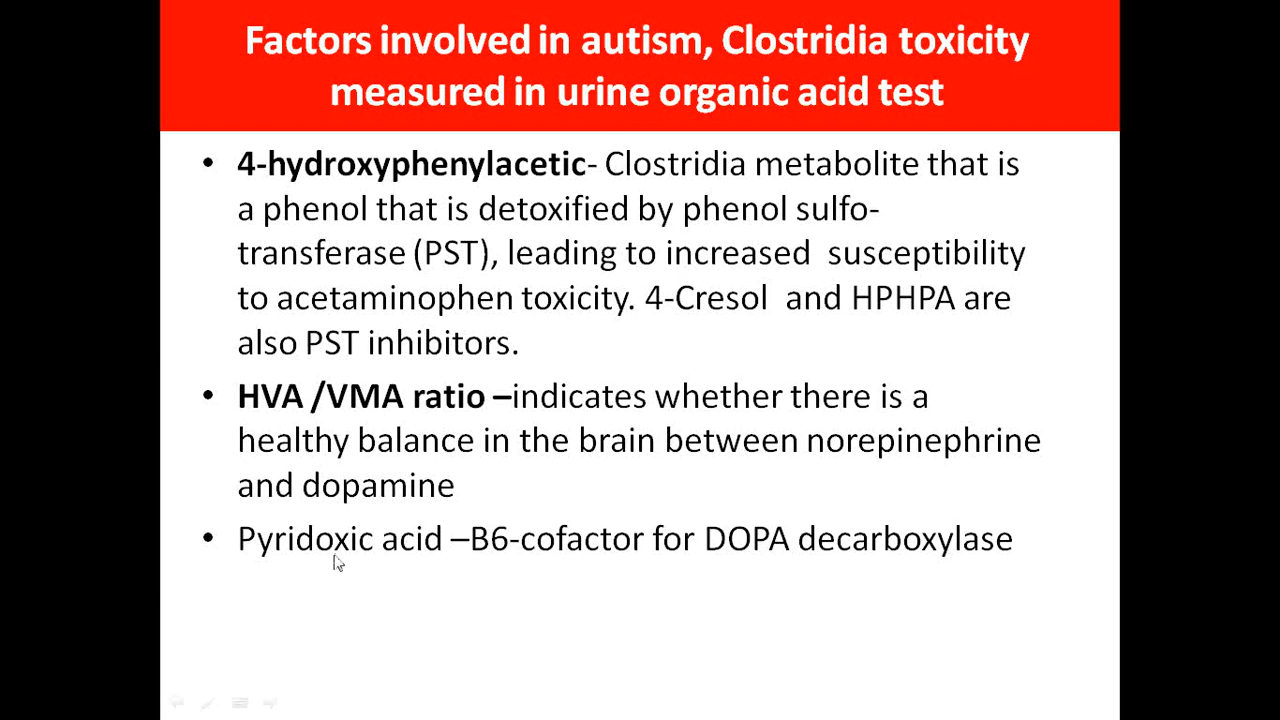 Factors involved in autism, Clostridia toxicity
measured in urine organic acid test
• 4-hydroxyphenylacetic- Clostridia metabolite that is
a phenol that is detoxified by phenol sulfo-
transferase (PST), leading to increased susceptibility
to acetaminophen toxicity. 4-Cresol and HPHPA are
also PST inhibitors.
• HVA /VMA ratio –indicates whether there is a
healthy balance in the brain between norepinephrine
and dopamine
• Pyridoxic acid –B6-cofactor for DOPA decarboxylase